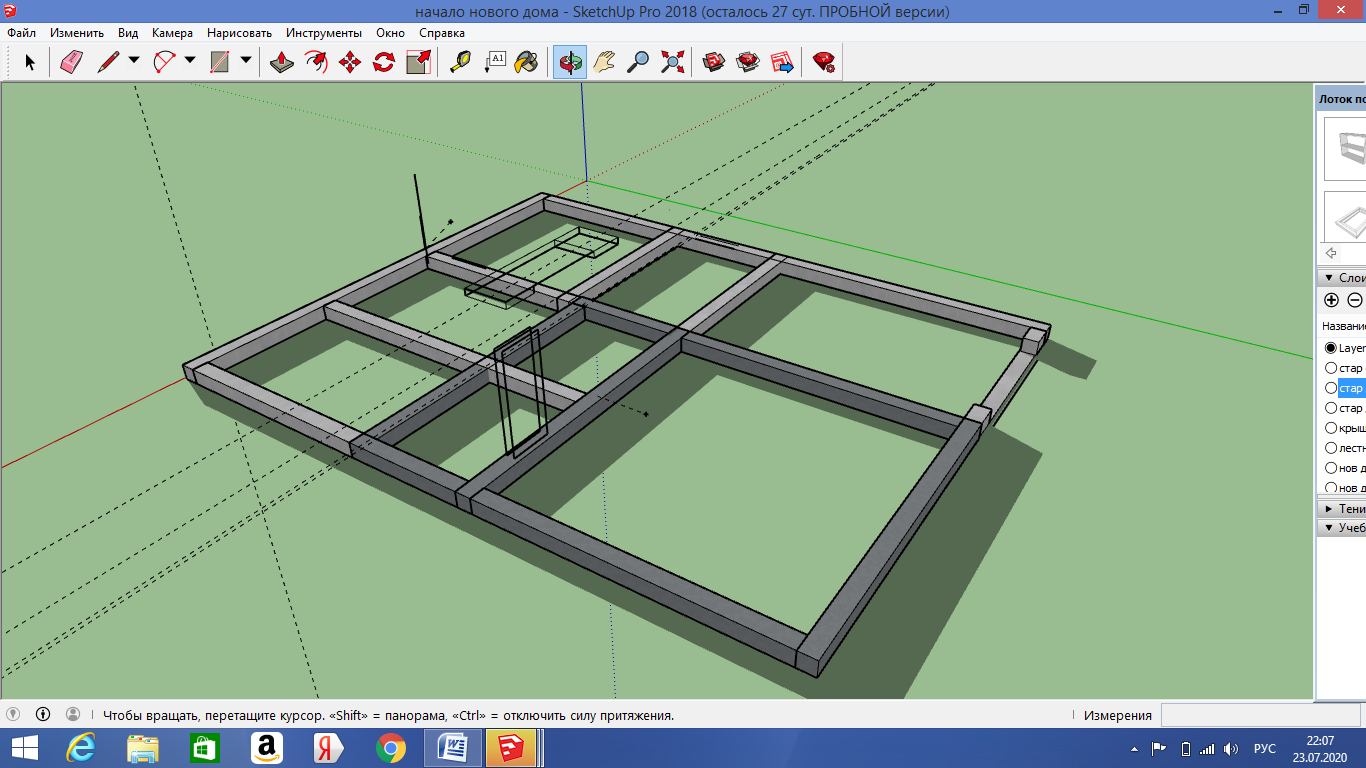 начало нового дома - SketchUp Pro 2018 (осталось 27 сут. ПРОБНОЙ версии)
Файл Изменить Вид Камера Нарисовать Инструменты Окно Справка
A1
Лоток по
Слои
Названи
Layer
стар
стар
стар
крыш
лестн
нов д
нов д
Тени
Учеб
Чтобы вращать, перетащите курсор. «Shift» = панорама, «Ctrl» = отключить силу притяжения.
Измерения
РУС
22:07
23.07.2020